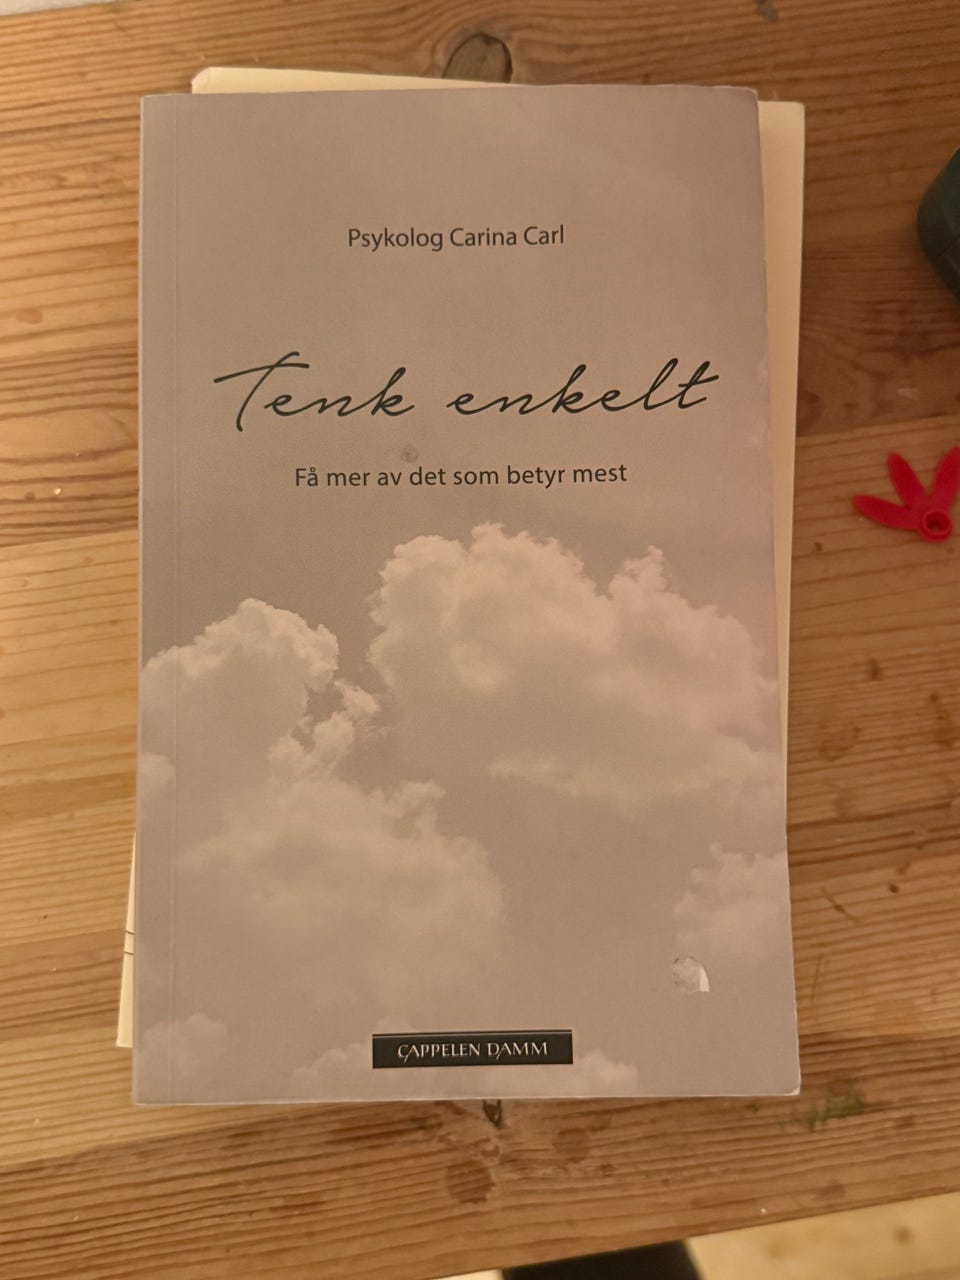 Psykolog Carina Carl
Tenk enkelt
Få mer av det som betyr mest
CAPPELEN DAMM